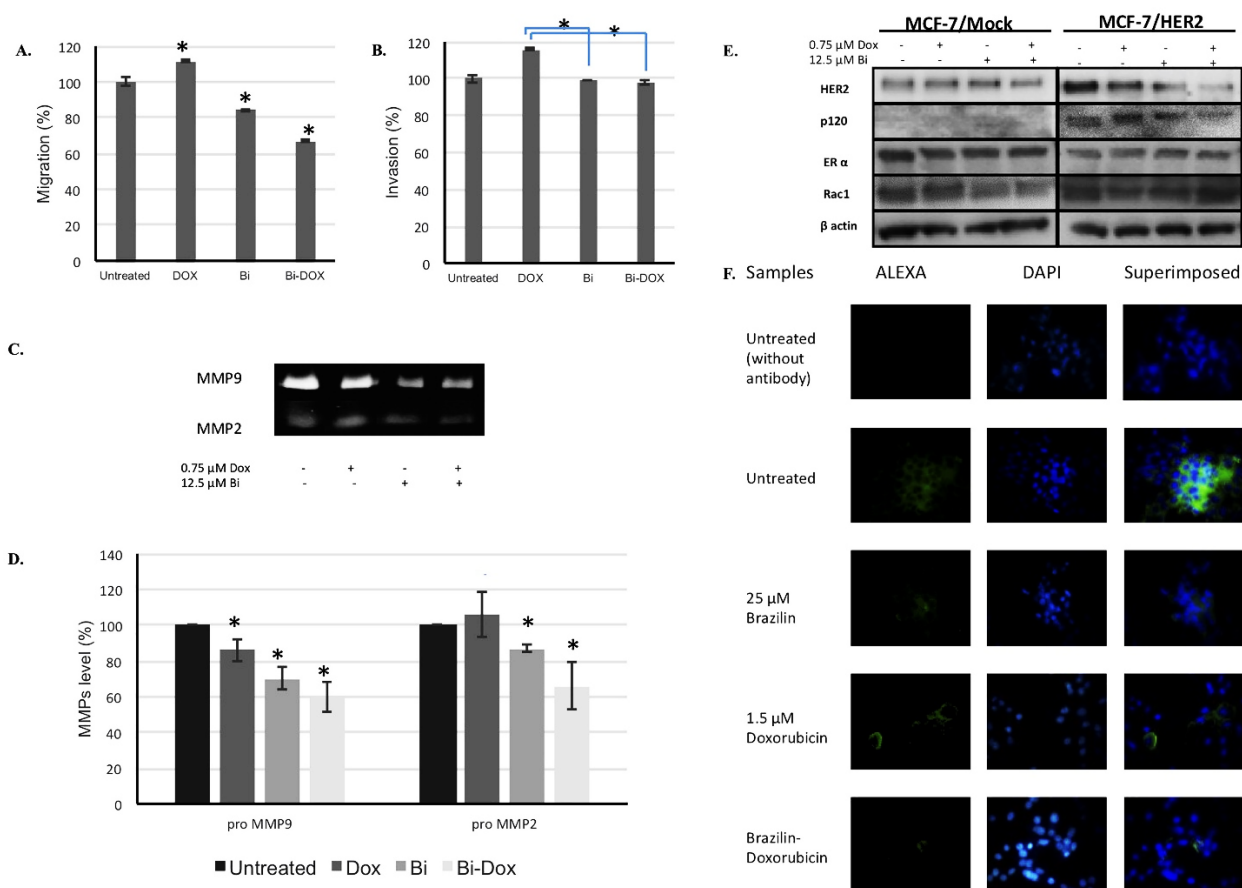 A.
*
*
*
*
120
100
80
60
40
20
0
Migration (%)
Untreated DOX Bi Bi-DOX
B.
*
*
120
100
80
60
40
20
0
Invasion (%)
Untreated DOX Bi Bi-DOX
C.
MMP9
MMP2
0.75 µM Dox - + - +
12.5 µM Bi - - + +
D.
140
120
100
80
60
40
20
0
MMPs level (%)
* * * * *
pro MMP9 pro MMP2
Untreated Dox Bi Bi-Dox
E.
MCF-7/Mock MCF-7/HER2
0.75 µM Dox - + - + - + - +
12.5 µM Bi - - + + - - + +
HER2
p120
ER α
Rac1
β actin
F. Samples ALEXA DAPI Superimposed
Untreated
(without
antibody)
Untreated
25 µM
Brazilin
1.5 µM
Doxorubicin
Brazilin-
Doxorubicin